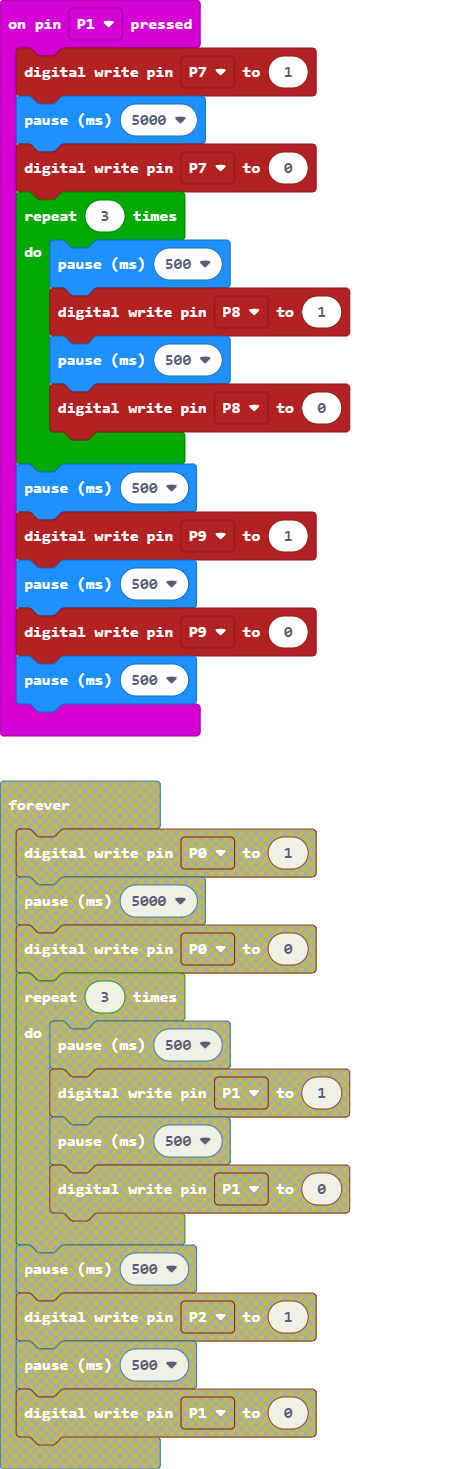 on pin P1 pressed
digital write pin P7 to 1
pause (ms) 5000
digital write pin P7 to 0
repeat 3 times
do
pause (ms) 500
digital write pin P8 to 1
pause (ms) 500
digital write pin P8 to 0
pause (ms) 500
digital write pin P9 to 1
pause (ms) 500
digital write pin P9 to 0
pause (ms) 500
forever
digital write pin P0 to 1
pause (ms) 5000
digital write pin P0 to 0
repeat 3 times
do
pause (ms) 500
digital write pin P1 to 1
pause (ms) 500
digital write pin P1 to 0
pause (ms) 500
digital write pin P2 to 1
pause (ms) 500
digital write pin P1 to 0